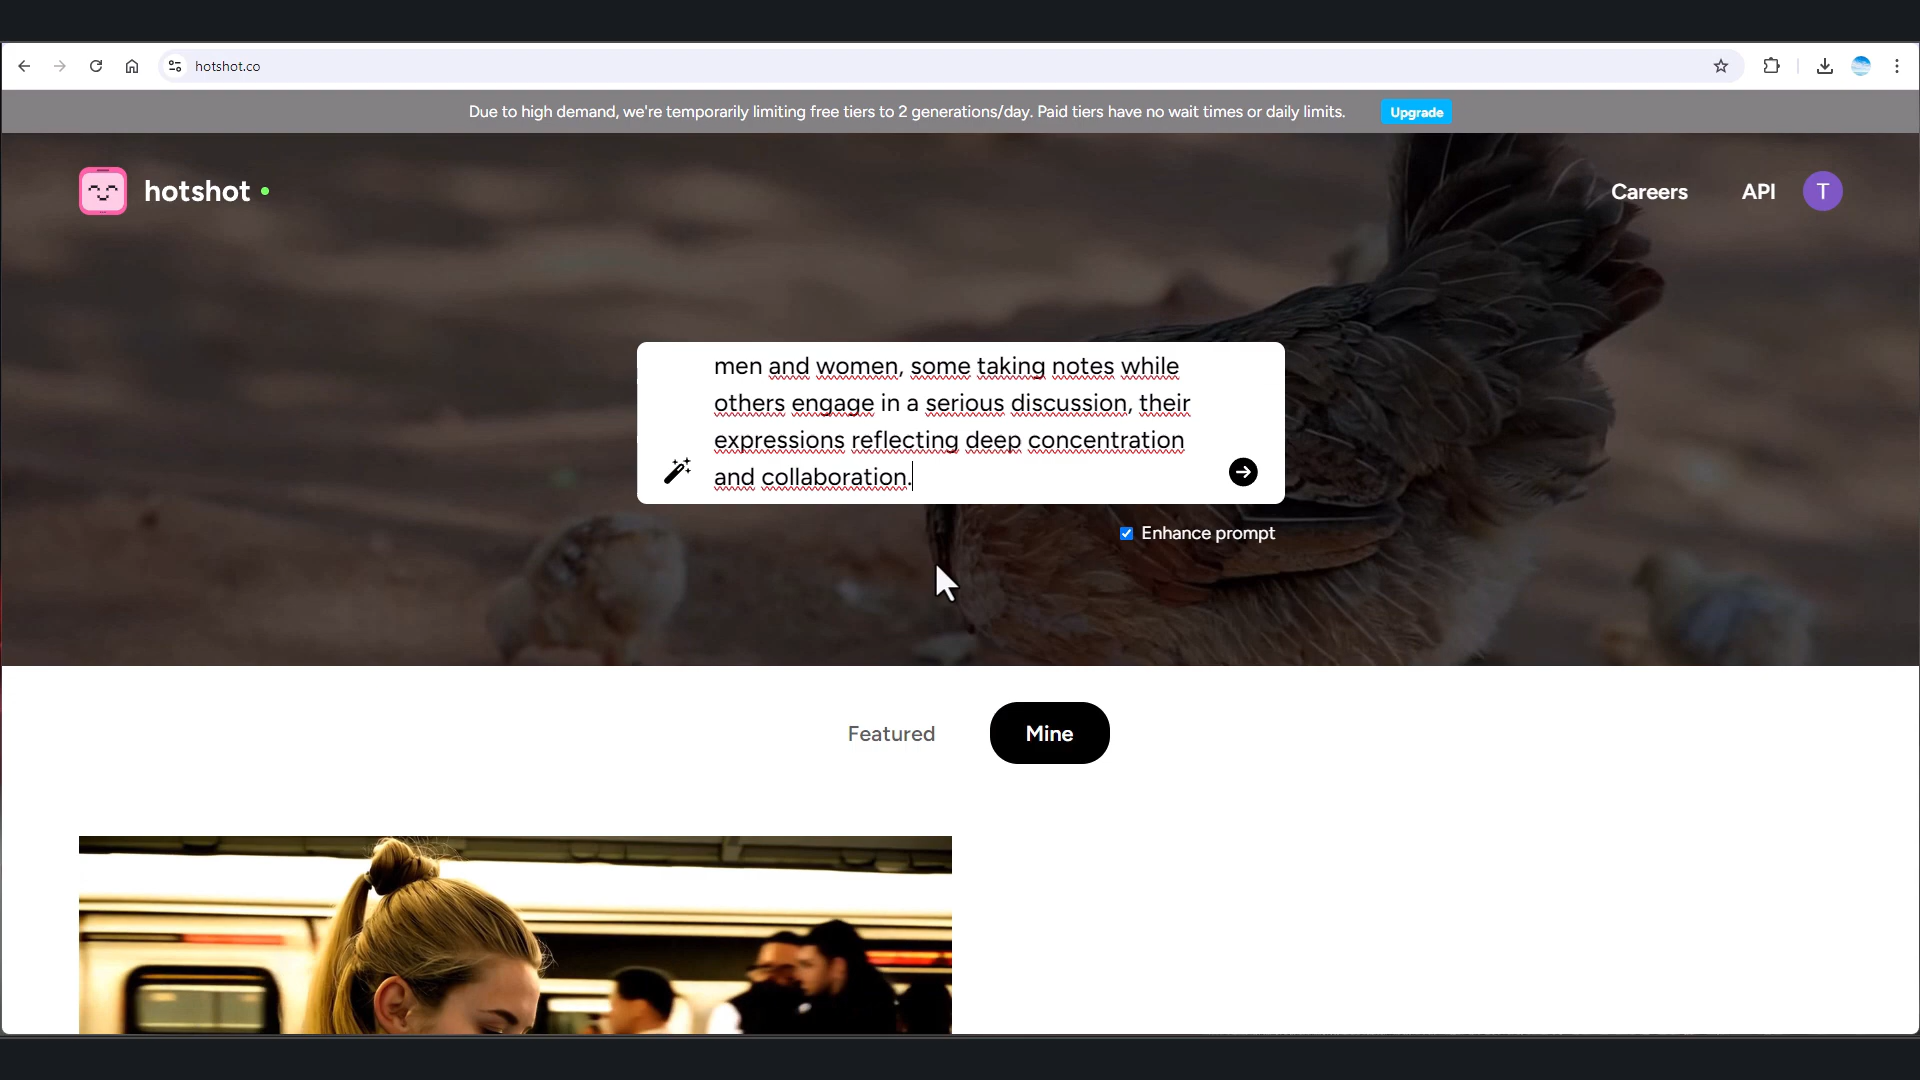 hotshot.co
Due to high demand, we're temporarily limiting free tiers to 2 generations/day. Paid tiers have no wait times or daily limits.
Upgrade
hotshot
Careers
API
T
men and women, some taking notes while
others engage in a serious discussion, their
expressions reflecting deep concentration
and collaboration.
Enhance prompt
Featured
Mine